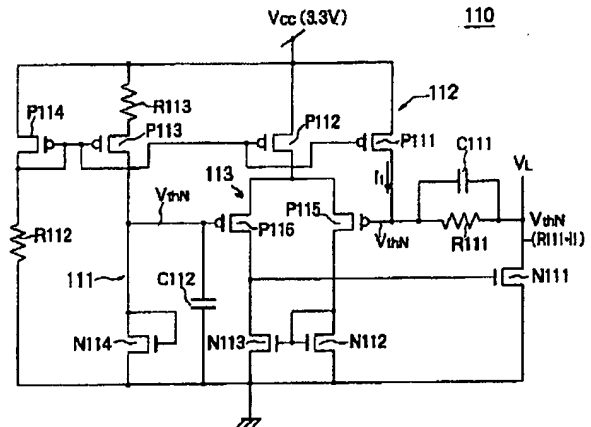 110
Vcc (3.3V)
112
P114
R113
P113
P112
P111
C111
VL
113
I1
VthN
P115
P116
VthN
R111
VthN
(R111·I1)
R112
111
C112
N111
N114
N113
N112